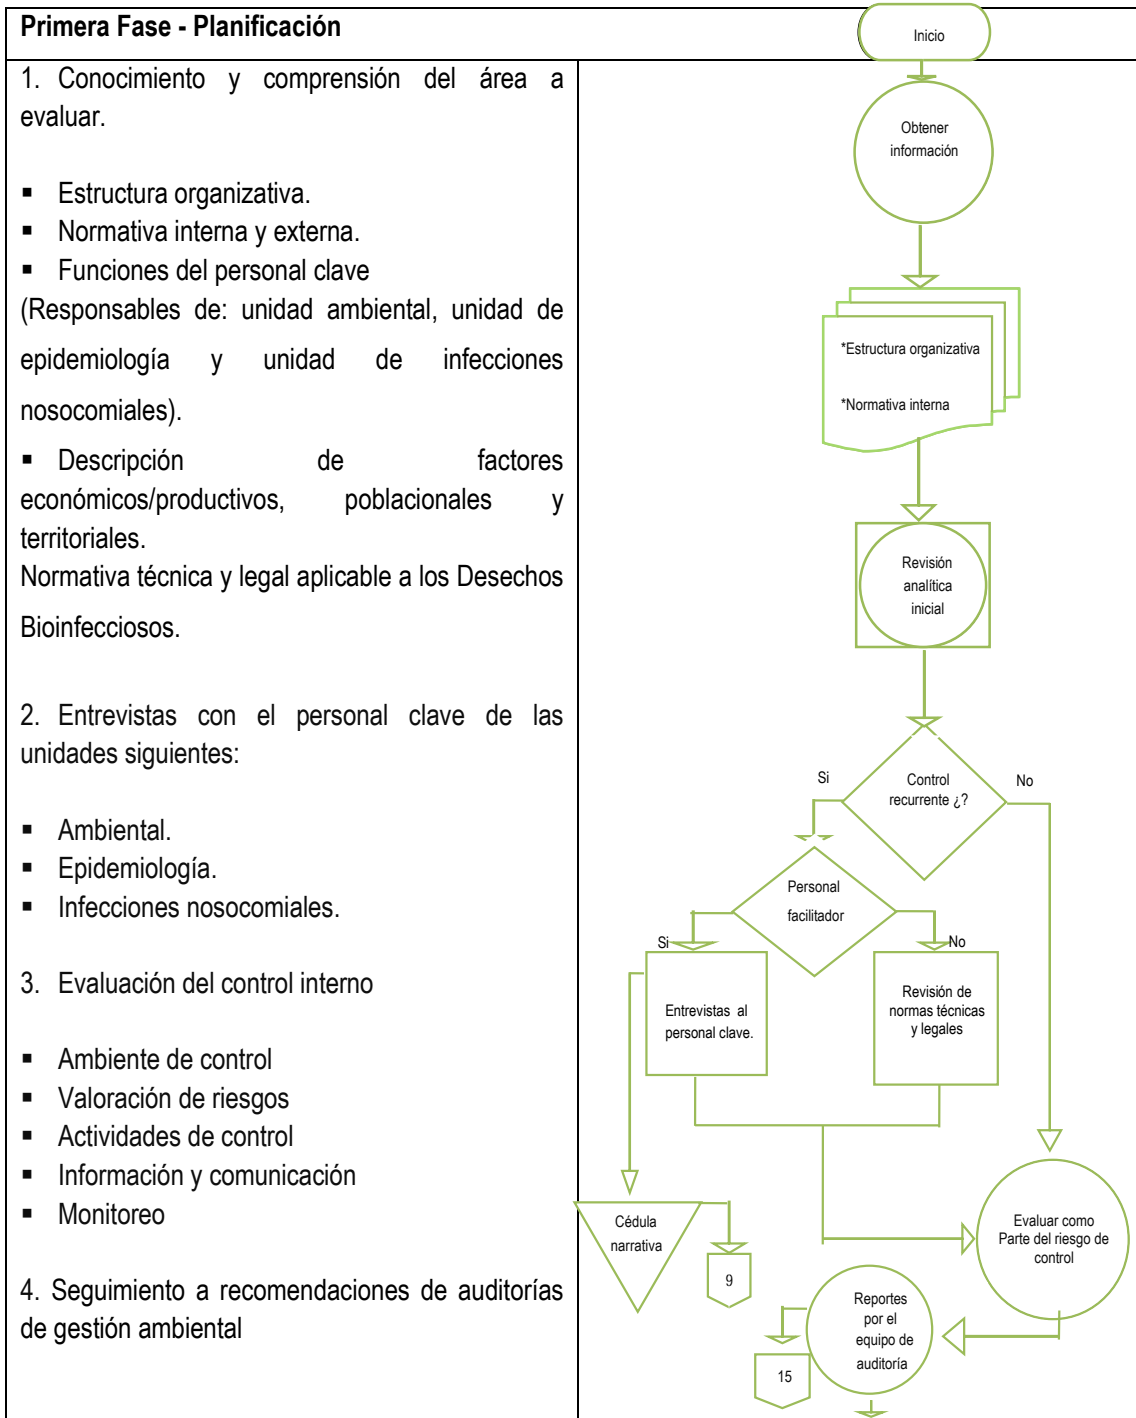 Primera Fase - Planificación
1. Conocimiento y comprensión del área a
evaluar.
▪ Estructura organizativa.
▪ Normativa interna y externa.
▪ Funciones del personal clave
(Responsables de: unidad ambiental, unidad de
epidemiología y unidad de infecciones
nosocomiales).
▪ Descripción de factores
económicos/productivos, poblacionales y
territoriales.
Normativa técnica y legal aplicable a los Desechos
Bioinfecciosos.
2. Entrevistas con el personal clave de las
unidades siguientes:
▪ Ambiental.
▪ Epidemiología.
▪ Infecciones nosocomiales.
3. Evaluación del control interno
▪ Ambiente de control
▪ Valoración de riesgos
▪ Actividades de control
▪ Información y comunicación
▪ Monitoreo
4. Seguimiento a recomendaciones de auditorías
de gestión ambiental
Inicio
Obtener
información
*Estructura organizativa
*Normativa interna
Revisión
analítica
inicial
Control
recurrente ¿?
Si
No
Personal
facilitador
Si
No
Entrevistas al
personal clave.
Revisión de
normas técnicas
y legales
Cédula
narrativa
9
Evaluar como
Parte del riesgo de
control
Reportes
por el
equipo de
auditoría
15